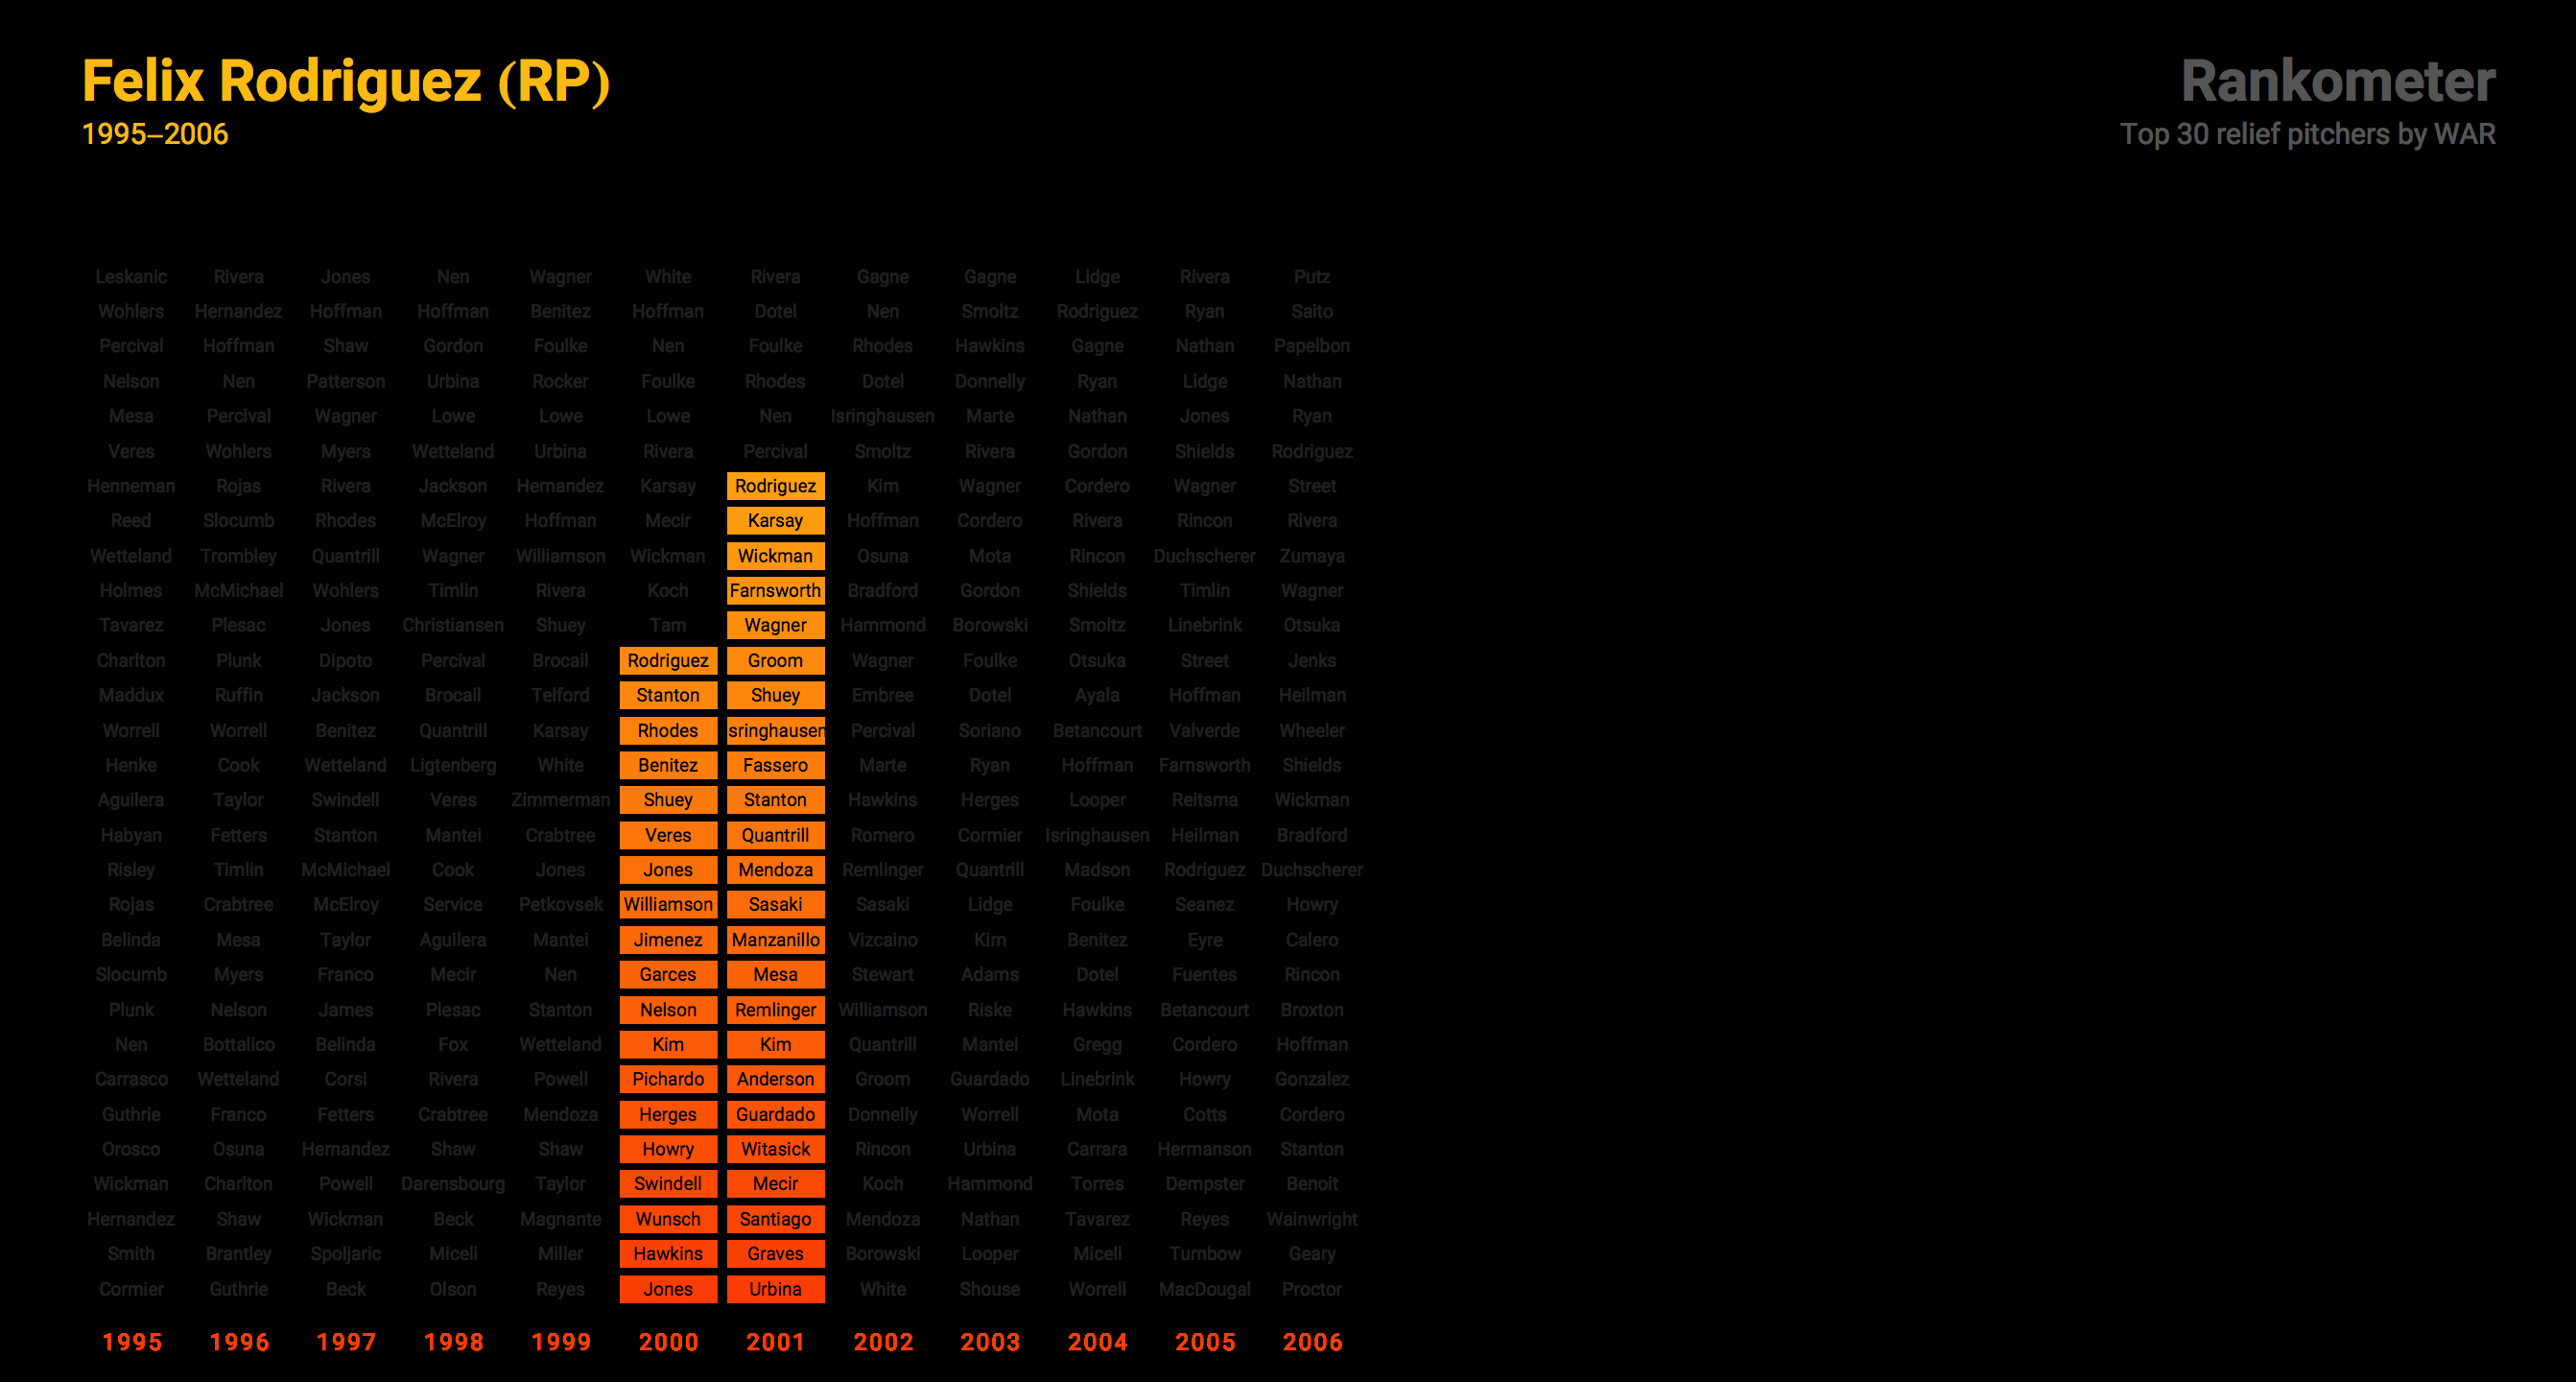 Felix Rodriguez (RP)
1995–2006
Rankometer
Top 30 relief pitchers by WAR
Leskanic Rivera Jones Nen Wagner White Rivera Gagne Gagne Lidge Rivera Putz
Wohlers Hernandez Hoffman Hoffman Benitez Hoffman Dotel Nen Smoltz Rodriguez Ryan Saito
Percival Hoffman Shaw Gordon Foulke Nen Foulke Rhodes Hawkins Gagne Nathan Papelbon
Nelson Nen Patterson Urbina Rocker Foulke Rhodes Dotel Donnelly Ryan Lidge Nathan
Mesa Percival Wagner Lowe Lowe Lowe Nen Isringhausen Marte Nathan Jones Ryan
Veres Wohlers Myers Wetteland Urbina Rivera Percival Smoltz Rivera Gordon Shields Rodriguez
Henneman Rojas Rivera Jackson Hernandez Karsay Rodriguez Kim Wagner Cordero Wagner Street
Reed Slocumb Rhodes McElroy Hoffman Mecir Karsay Hoffman Cordero Rivera Rincon Rivera
Wetteland Trombley Quantrill Wagner Williamson Wickman Wickman Osuna Mota Rincon Duchscherer Zumaya
Holmes McMichael Wohlers Timlin Rivera Koch Farnsworth Bradford Gordon Shields Timlin Wagner
Tavarez Plesac Jones Christiansen Shuey Tam Wagner Hammond Borowski Smoltz Linebrink Otsuka
Charlton Plunk Dipoto Percival Brocail Rodriguez Groom Wagner Foulke Otsuka Street Jenks
Maddux Ruffin Jackson Brocail Telford Stanton Shuey Embree Dotel Ayala Hoffman Heilman
Worrell Worrell Benitez Quantrill Karsay Rhodes sringhausen Percival Soriano Betancourt Valverde Wheeler
Henke Cook Wetteland Ligtenberg White Benitez Fassero Marte Ryan Hoffman Farnsworth Shields
Aguilera Taylor Swindell Veres Zimmerman Shuey Stanton Hawkins Herges Looper Reitsma Wickman
Habyan Fetters Stanton Mantei Crabtree Veres Quantrill Romero Cormier Isringhausen Heilman Bradford
Risley Timlin McMichael Cook Jones Jones Mendoza Remlinger Quantrill Madson Rodriguez Duchscherer
Rojas Crabtree McElroy Service Petkovsek Williamson Sasaki Sasaki Lidge Foulke Seanez Howry
Belinda Mesa Taylor Aguilera Mantei Jimenez Manzanillo Vizcaino Kim Benitez Eyre Calero
Slocumb Myers Franco Mecir Nen Garces Mesa Stewart Adams Dotel Fuentes Rincon
Plunk Nelson James Plesac Stanton Nelson Remlinger Williamson Riske Hawkins Betancourt Broxton
Nen Bottalico Belinda Fox Wetteland Kim Kim Quantrill Mantei Gregg Cordero Hoffman
Carrasco Wetteland Corsi Rivera Powell Pichardo Anderson Groom Guardado Linebrink Howry Gonzalez
Guthrie Franco Fetters Crabtree Mendoza Herges Guardado Donnelly Worrell Mota Cotts Cordero
Orosco Osuna Hernandez Shaw Shaw Howry Witasick Rincon Urbina Carrara Hermanson Stanton
Wickman Charlton Powell Darensbourg Taylor Swindell Mecir Koch Hammond Torres Dempster Benoit
Hernandez Shaw Wickman Beck Magnante Wunsch Santiago Mendoza Nathan Tavarez Reyes Wainwright
Smith Brantley Spoljaric Miceli Miller Hawkins Graves Borowski Looper Miceli Turnbow Geary
Cormier Guthrie Beck Olson Reyes Jones Urbina White Shouse Worrell MacDougal Proctor
1995 1996 1997 1998 1999 2000 2001 2002 2003 2004 2005 2006